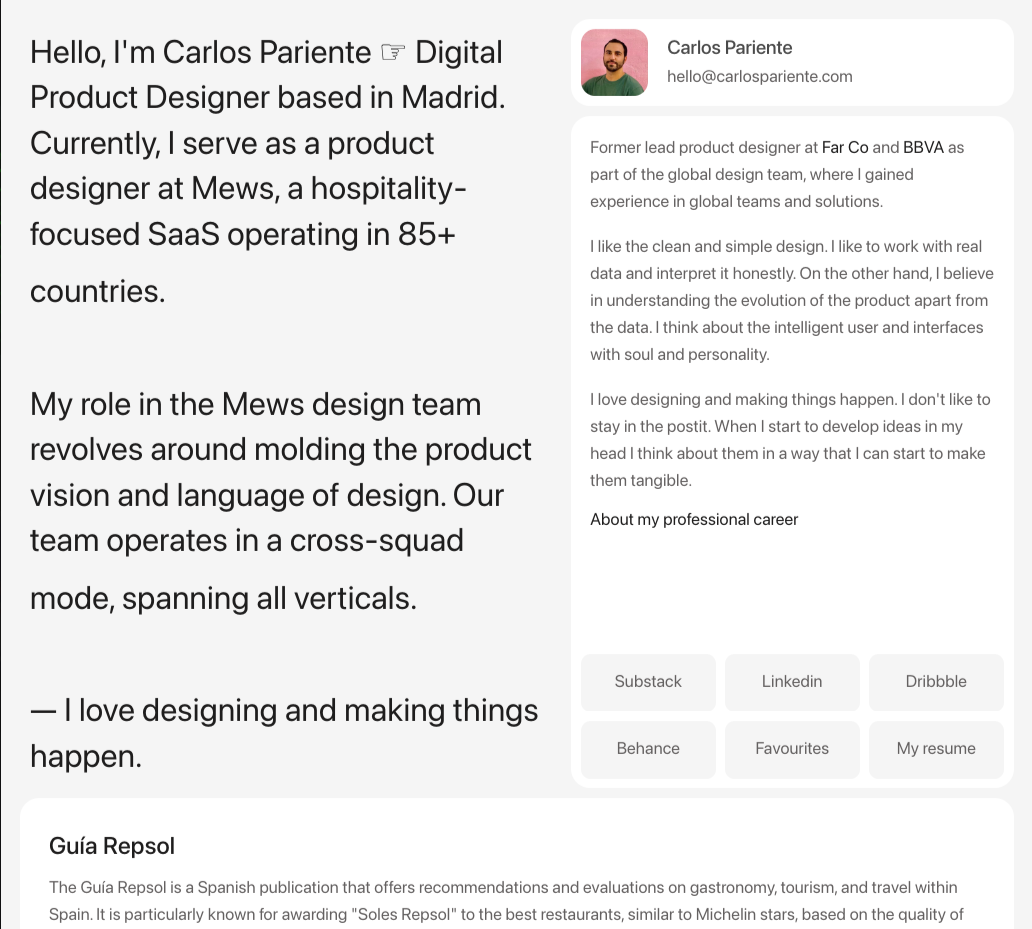 Hello, I'm Carlos Pariente ☞ Digital
Product Designer based in Madrid.
Currently, I serve as a product
designer at Mews, a hospitality-
focused SaaS operating in 85+
countries.
My role in the Mews design team
revolves around molding the product
vision and language of design. Our
team operates in a cross-squad
mode, spanning all verticals.
— I love designing and making things
happen.
Carlos Pariente
hello@carlospariente.com
Former lead product designer at Far Co and BBVA as
part of the global design team, where I gained
experience in global teams and solutions.
I like the clean and simple design. I like to work with real
data and interpret it honestly. On the other hand, I believe
in understanding the evolution of the product apart from
the data. I think about the intelligent user and interfaces
with soul and personality.
I love designing and making things happen. I don't like to
stay in the postit. When I start to develop ideas in my
head I think about them in a way that I can start to make
them tangible.
About my professional career
Substack
Linkedin
Dribbble
Behance
Favourites
My resume
Guía Repsol
The Guía Repsol is a Spanish publication that offers recommendations and evaluations on gastronomy, tourism, and travel within
Spain. It is particularly known for awarding "Soles Repsol" to the best restaurants, similar to Michelin stars, based on the quality of